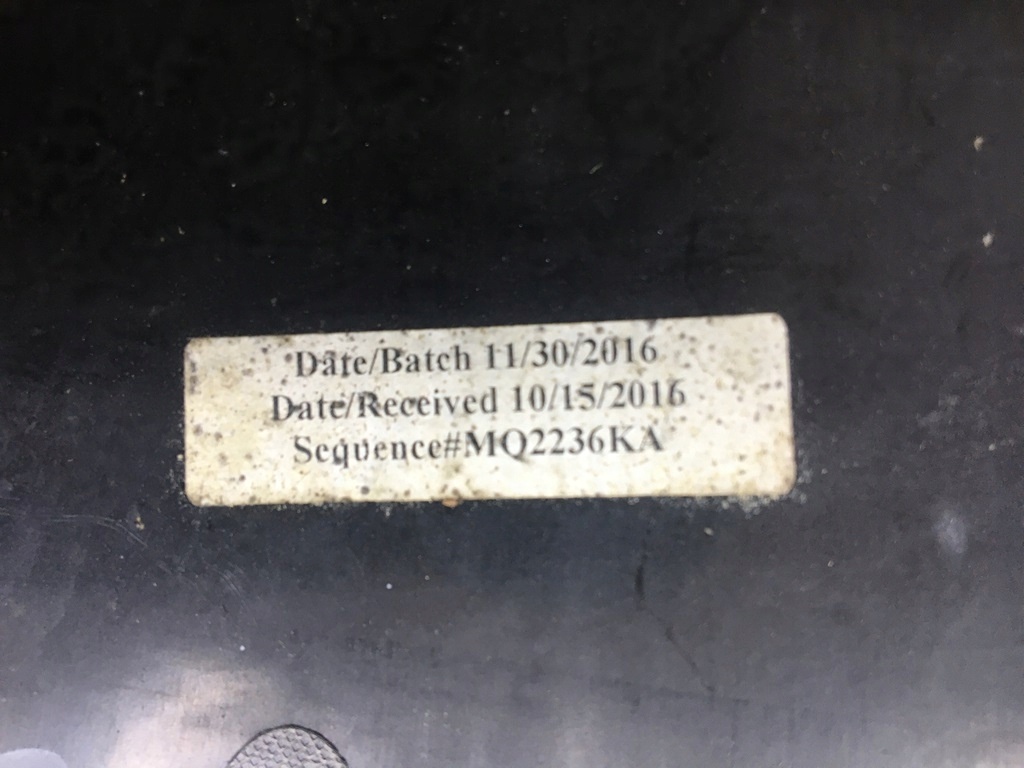 Date/Batch 11/30/2016
Date/Received 10/15/2016
Sequence#MQ2236KA